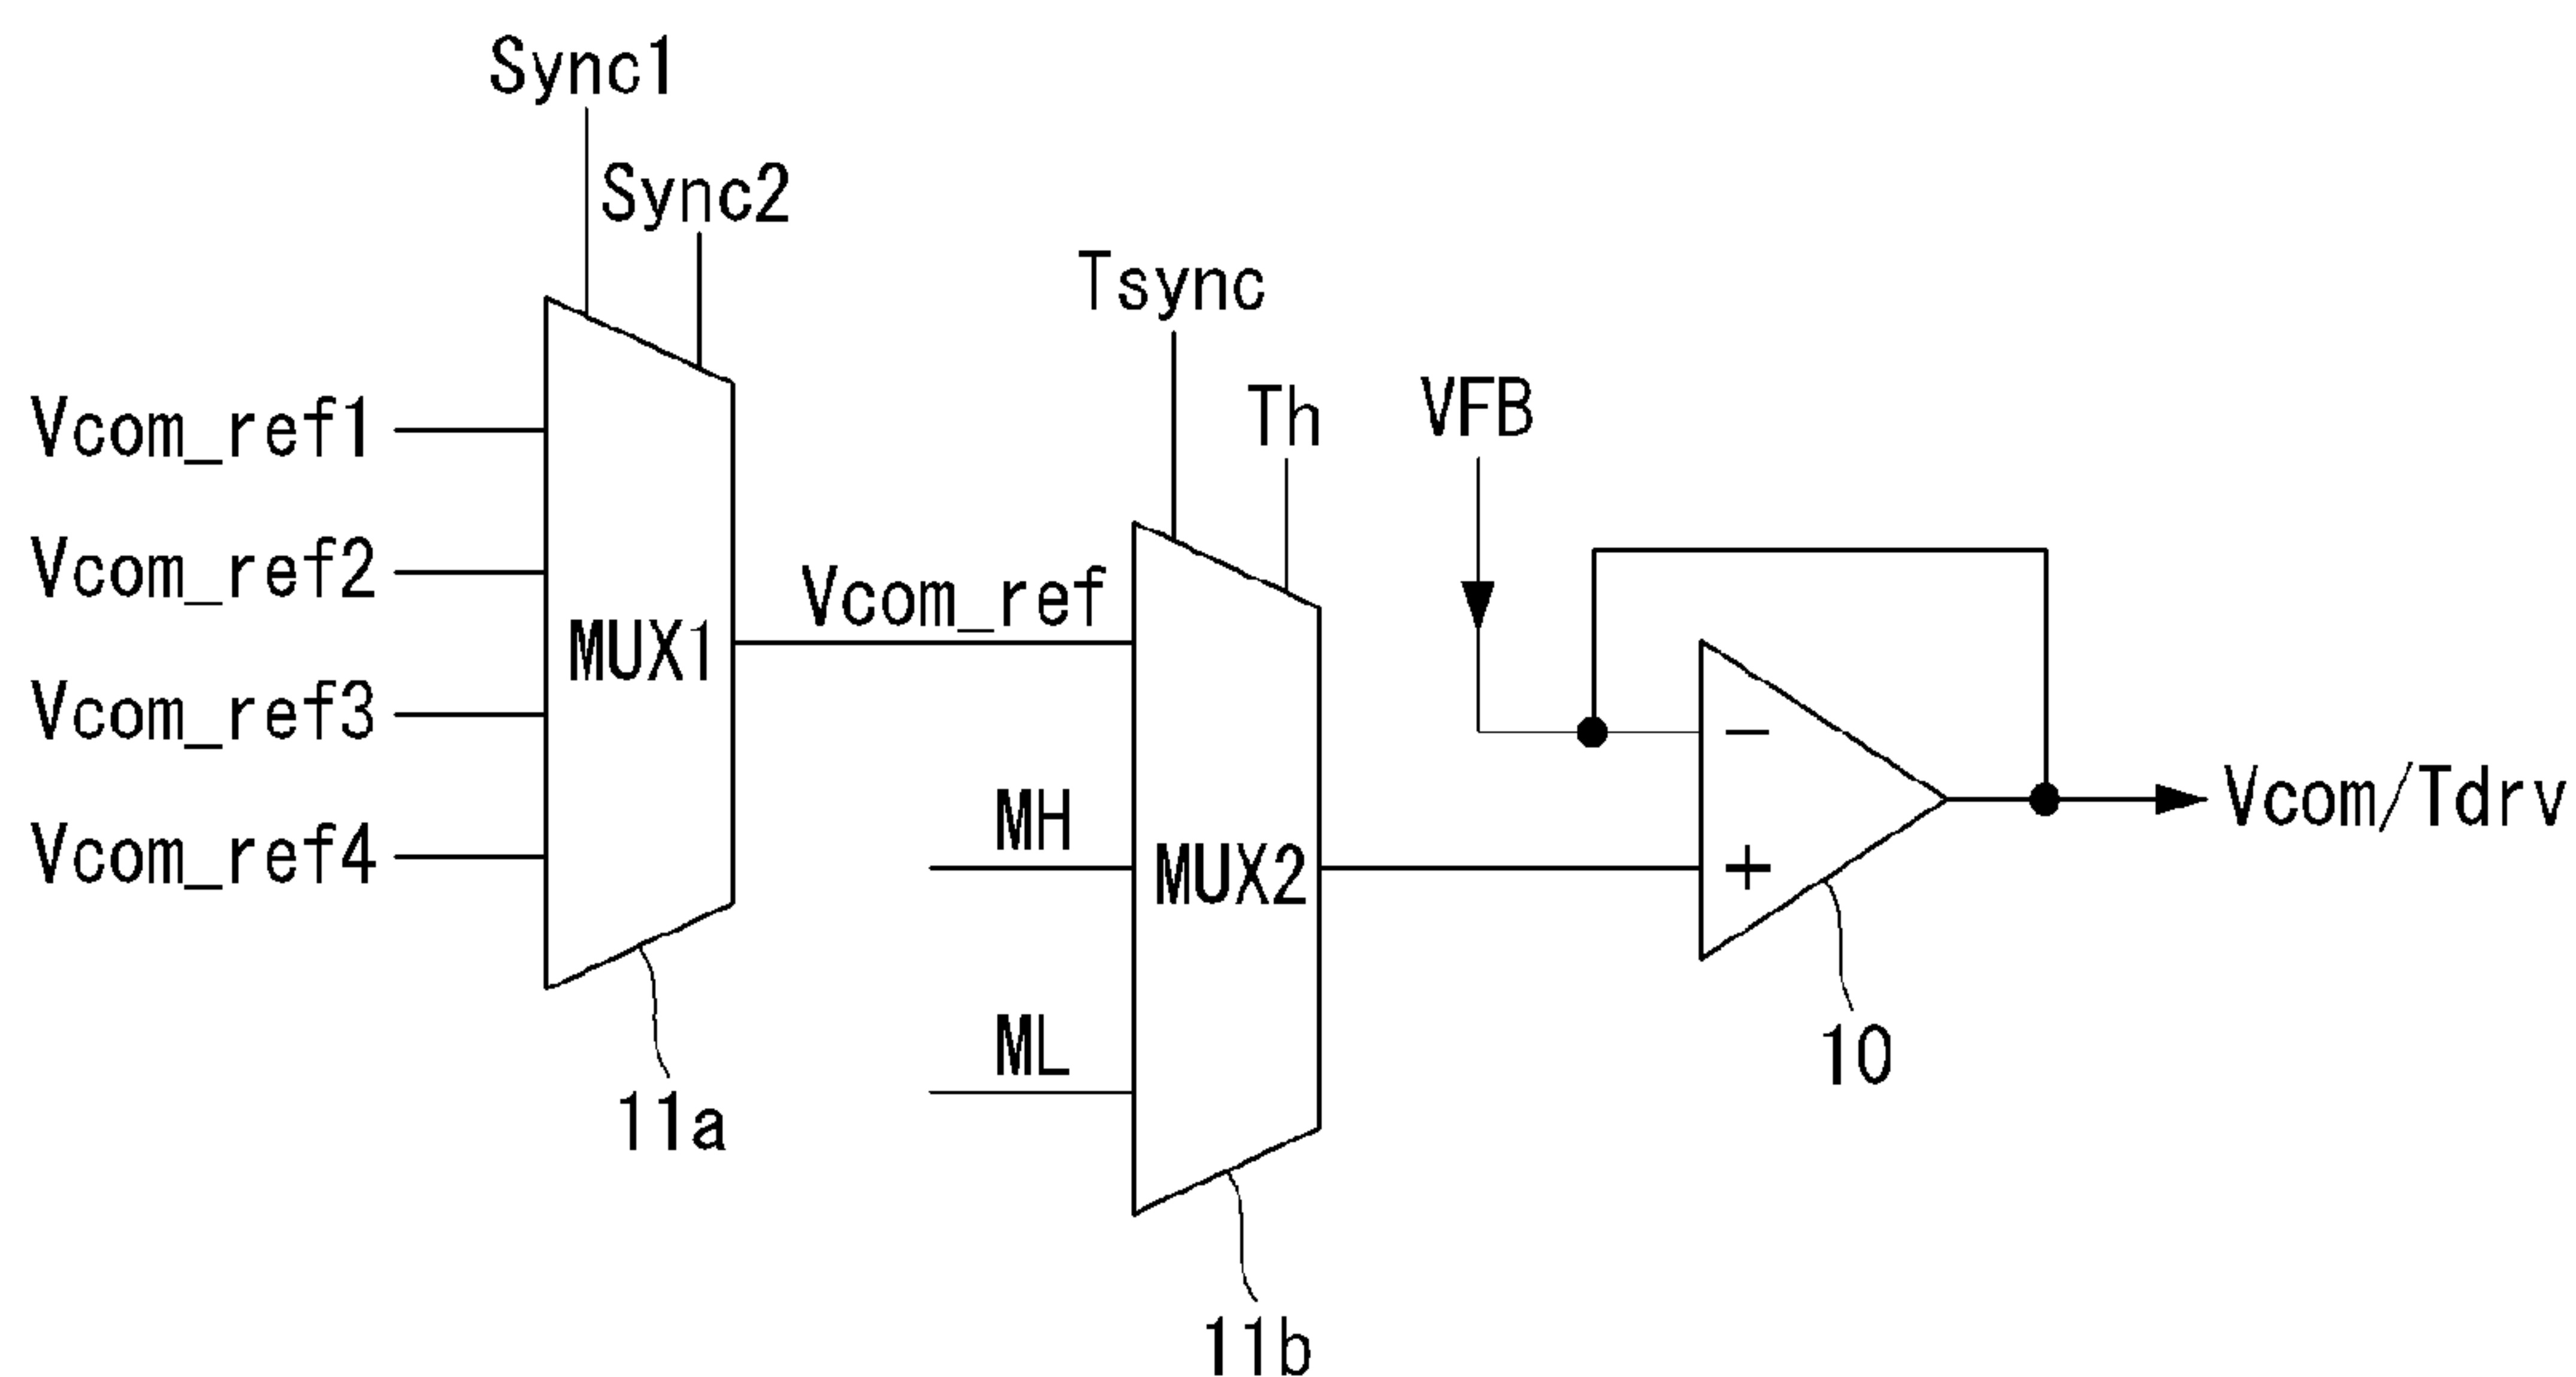 Sync1
Sync2
Tsync
Th
VFB
Vcom_ref1
Vcom_ref2
Vcom_ref3
Vcom_ref4
MUX1
Vcom_ref
MH
ML
MUX2
−
+
Vcom/Tdrv
10
11a
11b